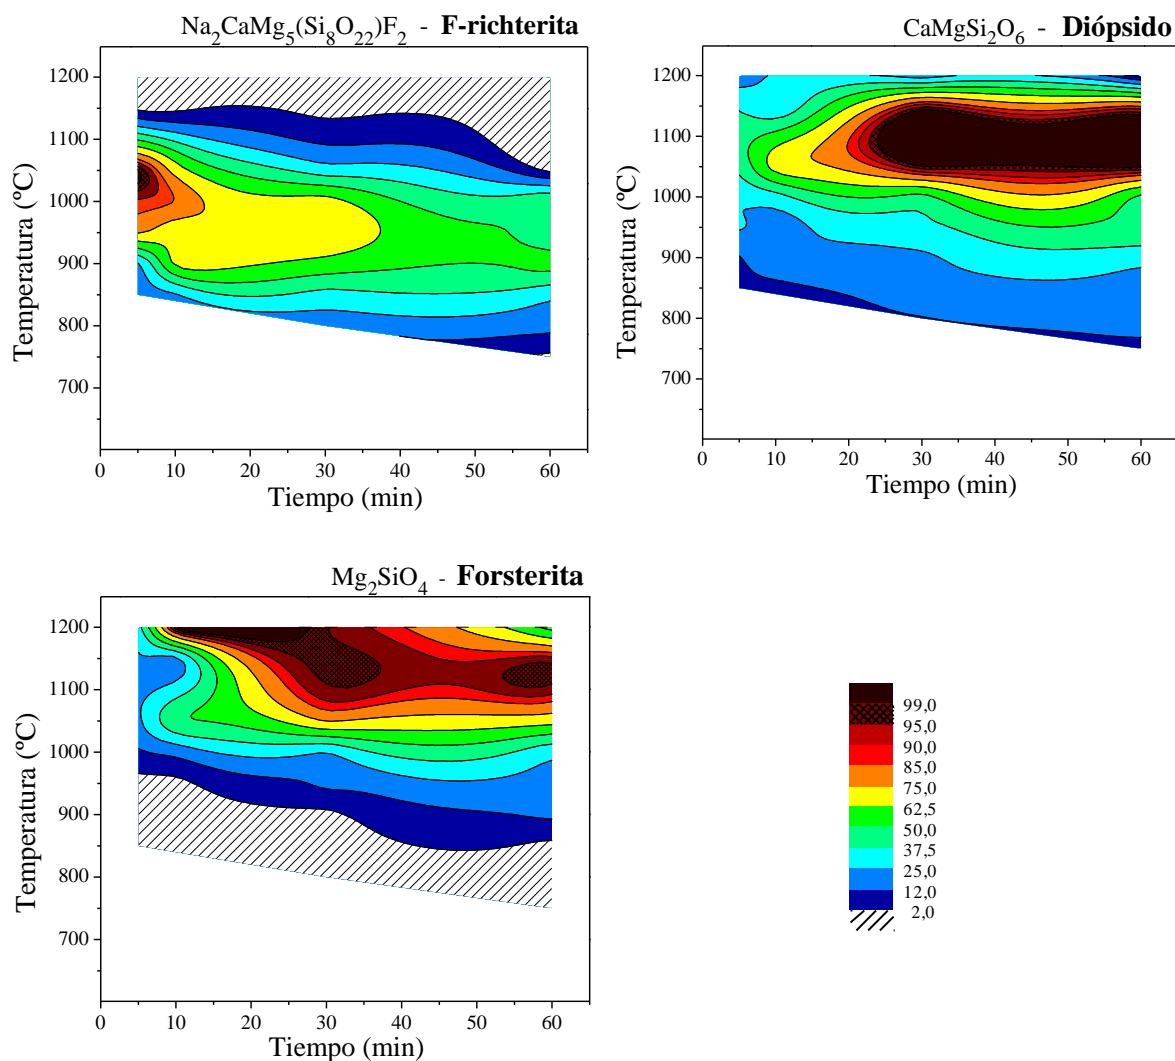 Na2CaMg5(Si8O22)F2 - F-richterita
1200
1100
1000
900
800
700
0 10 20 30 40 50 60
Temperatura (ºC)
Tiempo (min)
CaMgSi2O6 - Diópsido
1200
1100
1000
900
800
700
0 10 20 30 40 50 60
Temperatura (ºC)
Tiempo (min)
Mg2SiO4 - Forsterita
1200
1100
1000
900
800
700
0 10 20 30 40 50 60
Temperatura (ºC)
Tiempo (min)
99,0
95,0
90,0
85,0
75,0
62,5
50,0
37,5
25,0
12,0
2,0